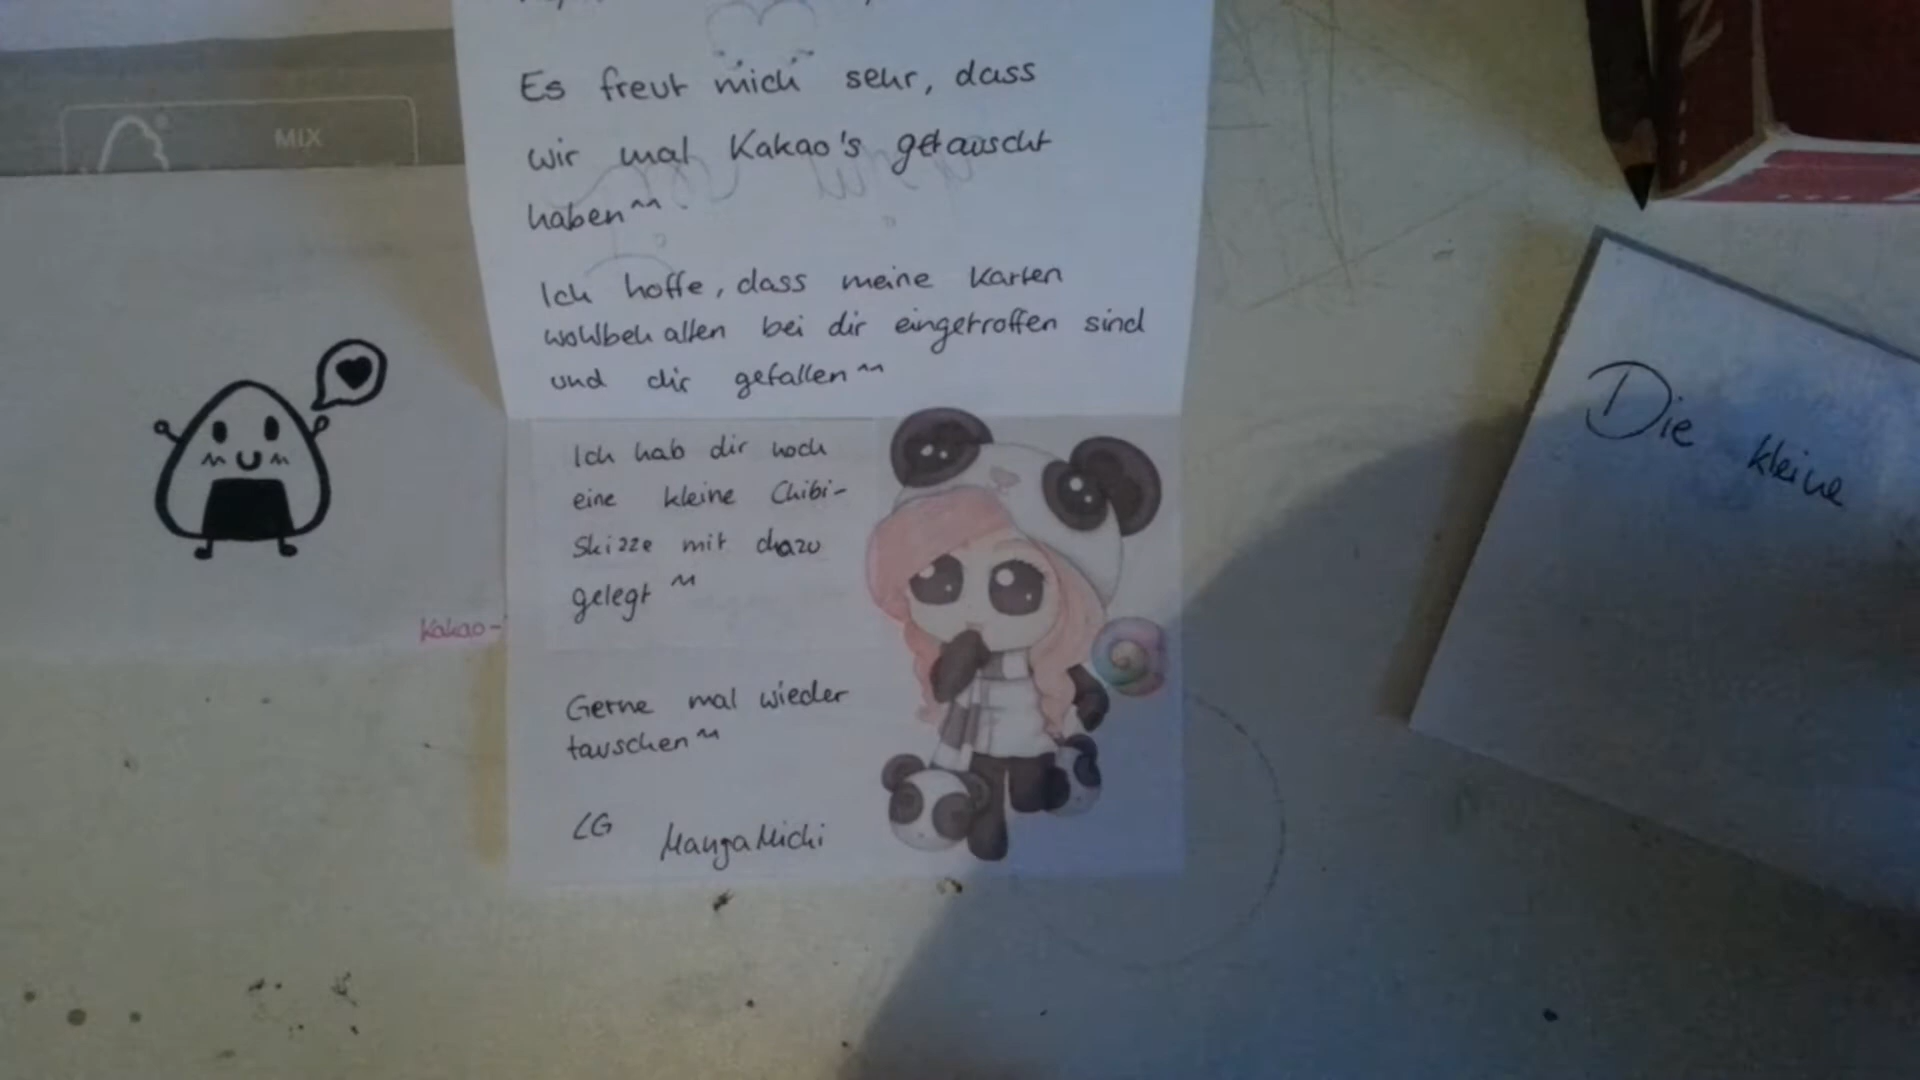 MIX
Es freut mich sehr, dass
wir mal Kakao's getauscht
haben^^.
Ich hoffe, dass meine Karten
wohlbehalten bei dir eingetroffen sind
und dir gefallen^^
Ich hab dir noch
eine kleine Chibi-
Skizze mit dazu
gelegt ^^
Gerne mal wieder
tauschen^^
LG MangaMichi
Kakao-
Die kleine